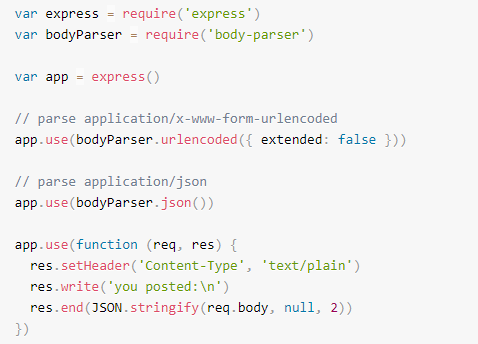 var express = require('express')
var bodyParser = require('body-parser')
var app = express()
// parse application/x-www-form-urlencoded
app.use(bodyParser.urlencoded({ extended: false }))
// parse application/json
app.use(bodyParser.json())
app.use(function (req, res) {
  res.setHeader('Content-Type', 'text/plain')
  res.write('you posted:\n')
  res.end(JSON.stringify(req.body, null, 2))
})